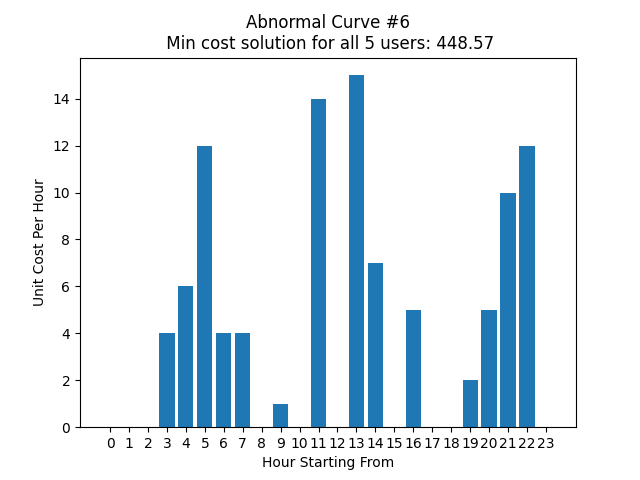 Abnormal Curve #6
Min cost solution for all 5 users: 448.57
Unit Cost Per Hour
14
12
10
8
6
4
2
0
0 1 2 3 4 5 6 7 8 9 10 11 12 13 14 15 16 17 18 19 20 21 22 23
Hour Starting From